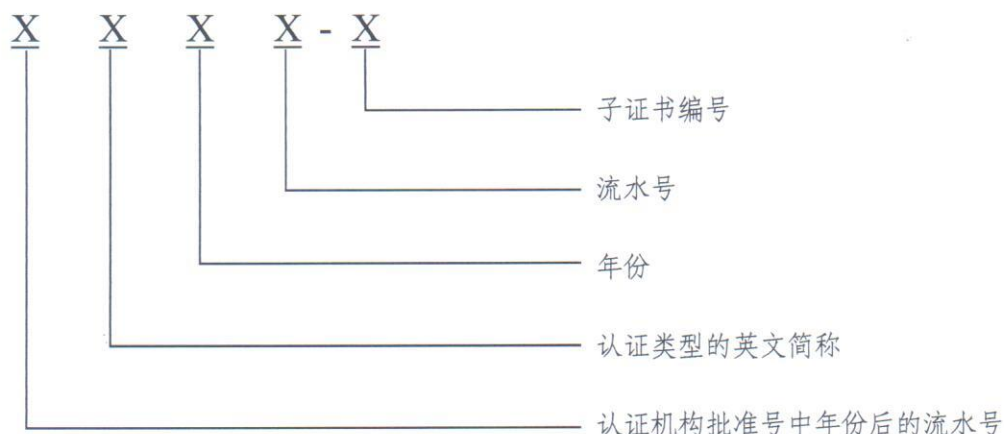 X X X X - X
子证书编号
流水号
年份
认证类型的英文简称
认证机构批准号中年份后的流水号